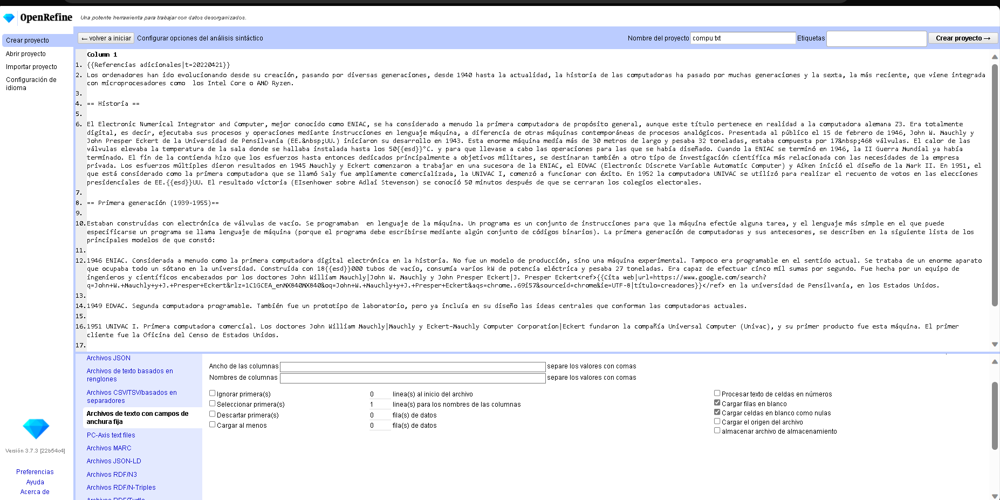 OpenRefine
Una potente herramienta para trabajar con datos desorganizados.
Crear proyecto
Abrir proyecto
Importar proyecto
Configuración de
idioma
← volver a iniciar Configurar opciones del análisis sintáctico
Nombre del proyecto compu txt Etiquetas Crear proyecto →
Column 1
1. {{Referencias adicionales|t=20220421}}
2. Los ordenadores han ido evolucionando desde su creación, pasando por diversas generaciones, desde 1940 hasta la actualidad, la historia de las computadoras ha pasado por muchas generaciones y la sexta, la más reciente, que viene integrada
con microprocesadores como  los Intel Core o AMD Ryzen.
3.
4. == Historia ==
5.
6. El Electronic Numerical Integrator and Computer, mejor conocido como ENIAC, se ha considerado a menudo la primera computadora de propósito general, aunque este título pertenece en realidad a la computadora alemana Z3. Era totalmente
digital, es decir, ejecutaba sus procesos y operaciones mediante instrucciones en lenguaje máquina, a diferencia de otras máquinas contemporáneas de procesos analógicos. Presentada al público el 15 de febrero de 1946, John W. Mauchly y
John Presper Eckert de la Universidad de Pensilvania (EE.&nbsp;UU.) iniciaron su desarrollo en 1943. Esta enorme máquina medía más de 30 metros de largo y pesaba 32 toneladas, estaba compuesta por 17&nbsp;468 válvulas. El calor de las
válvulas elevaba la temperatura de la sala donde se hallaba instalada hasta los 50{{esd}}°C. y para que llevase a cabo las operaciones para las que se había diseñado. Cuando la ENIAC se terminó en 1946, la II Guerra Mundial ya había
terminado. El fin de la contienda hizo que los esfuerzos hasta entonces dedicados principalmente a objetivos militares, se destinaran también a otro tipo de investigación científica más relacionada con las necesidades de la empresa
privada. Los esfuerzos múltiples dieron resultados en 1945 Mauchly y Eckert comenzaron a trabajar en una sucesora de la ENIAC, el EDVAC (Electronic Discrete Variable Automatic Computer) y Aiken inició el diseño de la Mark II. En 1951, el
que está considerado como la primera computadora que se llamó Saly fue ampliamente comercializada, la UNIVAC I, comenzó a funcionar con éxito. En 1952 la computadora UNIVAC se utilizó para realizar el recuento de votos en las elecciones
presidenciales de EE.{{esd}}UU. El resultado victoria (EIsenhower sobre Adlai Stevenson) se conoció 50 minutos después de que se cerraran los colegios electorales.
7.
8. == Primera generación (1939-1955)==
9.
10. Estaban construidas con electrónica de válvulas de vacío. Se programaban  en lenguaje de la máquina. Un programa es un conjunto de instrucciones para que la máquina efectúe alguna tarea, y el lenguaje más simple en el que puede
especificarse un programa se llama lenguaje de máquina (porque el programa debe escribirse mediante algún conjunto de códigos binarios). La primera generación de computadoras y sus antecesores, se describen en la siguiente lista de los
principales modelos de que constó:
11.
12. 1946 ENIAC. Considerada a menudo como la primera computadora digital electrónica en la historia. No fue un modelo de producción, sino una máquina experimental. Tampoco era programable en el sentido actual. Se trataba de un enorme aparato
que ocupaba todo un sótano en la universidad. Construida con 18{{esd}}000 tubos de vacío, consumía varios kW de potencia eléctrica y pesaba 27 toneladas. Era capaz de efectuar cinco mil sumas por segundo. Fue hecha por un equipo de
ingenieros y científicos encabezados por los doctores John William Mauchly|John W. Mauchly y John Presper Eckert|J. Presper Eckert<ref>{{Cita web|url=https://www.google.com/search?
q=John+W.+Mauchly+y+J.+Presper+Eckert&rlz=1C1GCEA_enMX840MX840&oq=John+W.+Mauchly+y+J.+Presper+Eckert&aqs=chrome..69i57&sourceid=chrome&ie=UTF-8|título=creadores}}</ref> en la universidad de Pensilvania, en los Estados Unidos.
13.
14. 1949 EDVAC. Segunda computadora programable. También fue un prototipo de laboratorio, pero ya incluía en su diseño las ideas centrales que conforman las computadoras actuales.
15.
16. 1951 UNIVAC I. Primera computadora comercial. Los doctores John William Mauchly|Mauchly y Eckert-Mauchly Computer Corporation|Eckert fundaron la compañía Universal Computer (Univac), y su primer producto fue esta máquina. El primer
cliente fue la Oficina del Censo de Estados Unidos.
17.
Archivos JSON
Archivos de texto basados en
renglones
Archivos CSV/TSV/basados en
separadores
Archivos de texto con campos de
anchura fija
PC-Axis text files
Archivos MARC
Archivos JSON-LD
Archivos RDF/N3
Archivos RDF/N-Triples
Archivos RDF/Turtle
Ancho de las columnas separe los valores con comas
Nombres de columnas separe los valores con comas
Ignorar primera(s) 0 linea(s) al inicio del archivo
Seleccionar primera(s) 1 linea(s) para los nombres de las columnas
Descartar primera(s) 0 fila(s) de datos
Cargar al menos 0 fila(s) de datos
Procesar texto de celdas en números
Cargar filas en blanco
Cargar celdas en blanco como nulas
Cargar el origen del archivo
almacenar archivo de almacenamiento
Versión 3.7.3 [22b54c4]
Preferencias
Ayuda
Acerca de